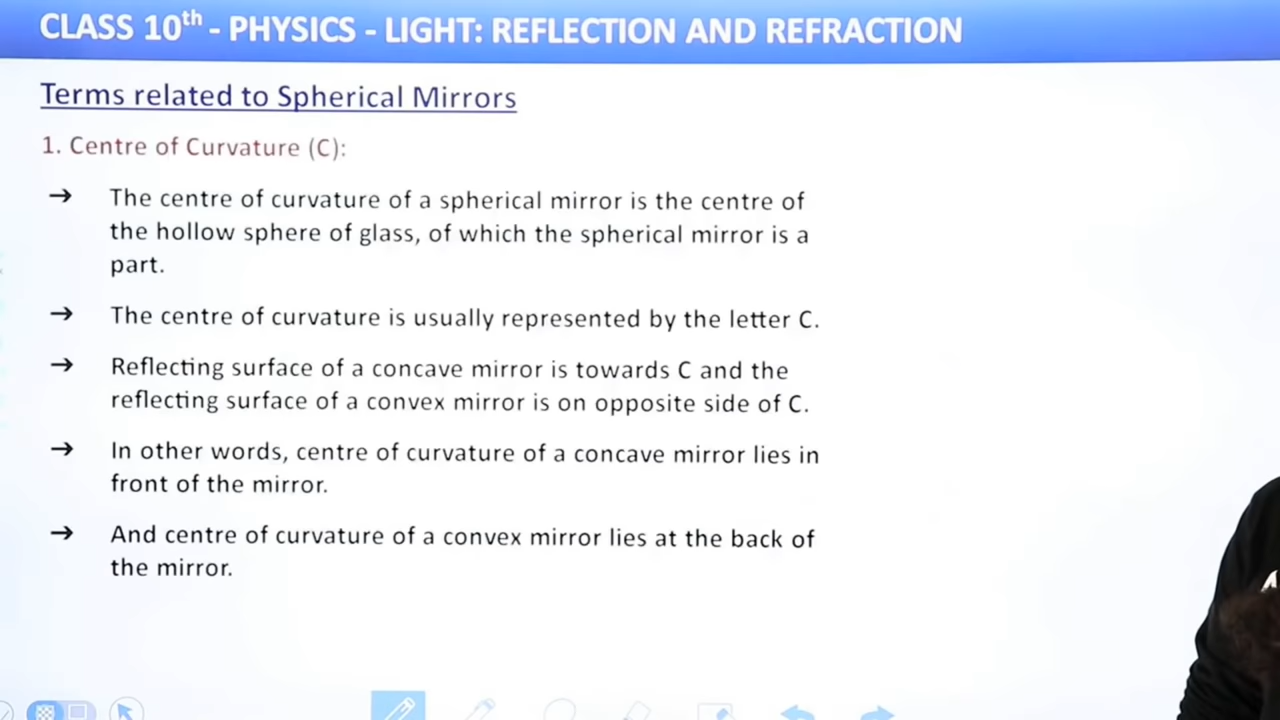 CLASS 10th - PHYSICS - LIGHT: REFLECTION AND REFRACTION
Terms related to Spherical Mirrors
1. Centre of Curvature (C):
→ The centre of curvature of a spherical mirror is the centre of
the hollow sphere of glass, of which the spherical mirror is a
part.
→ The centre of curvature is usually represented by the letter C.
→ Reflecting surface of a concave mirror is towards C and the
reflecting surface of a convex mirror is on opposite side of C.
→ In other words, centre of curvature of a concave mirror lies in
front of the mirror.
→ And centre of curvature of a convex mirror lies at the back of
the mirror.